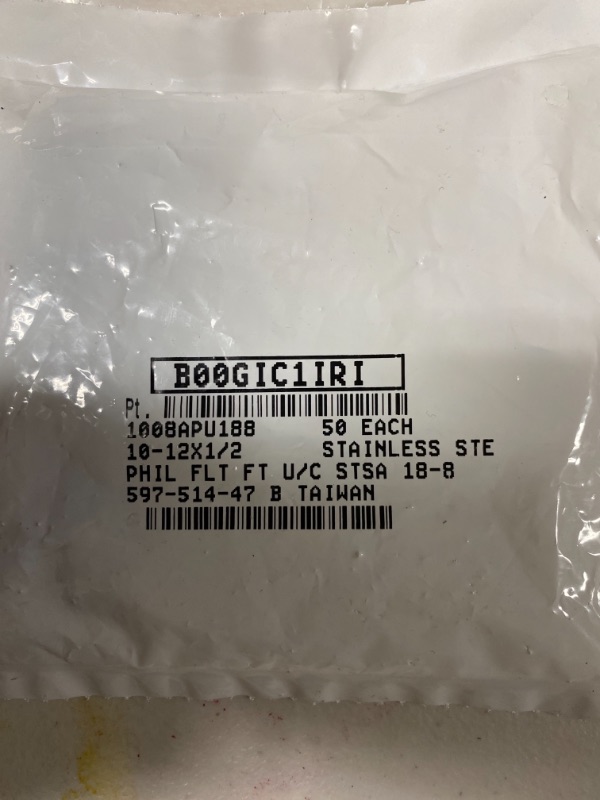 B00GIC1IRI
Pt.
1008APU188 50 EACH
10-12X1/2 STAINLESS STE
PHIL FLT FT U/C STSA 18-8
597-514-47 B TAIWAN